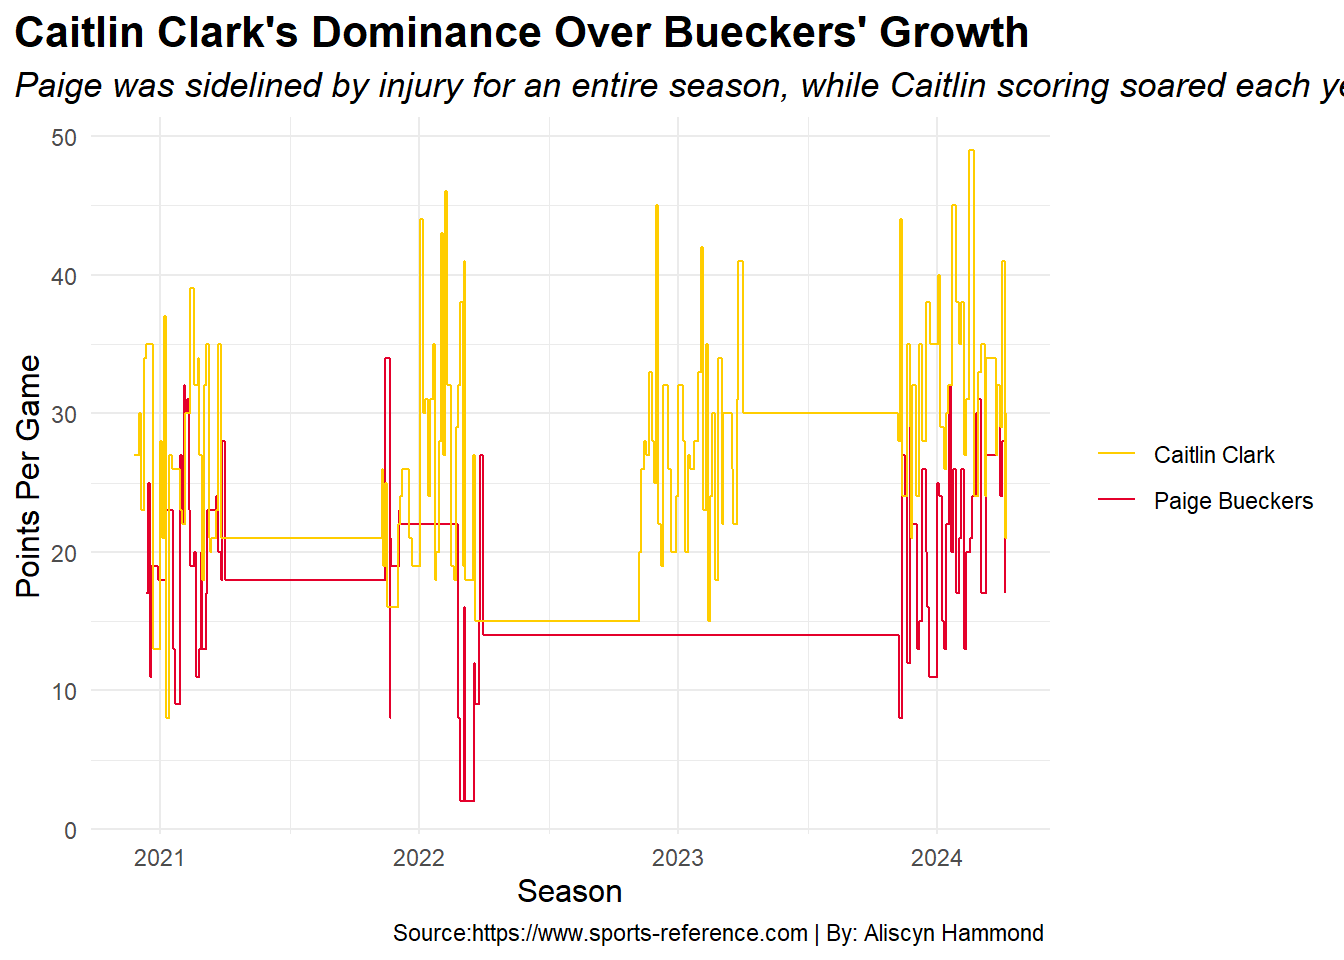 Caitlin Clark's Dominance Over Bueckers' Growth
Paige was sidelined by injury for an entire season, while Caitlin scoring soared each ye
50
40
30
20
10
0
Points Per Game
2021 2022 2023 2024
Season
Caitlin Clark
Paige Bueckers
Source:https://www.sports-reference.com | By: Aliscyn Hammond